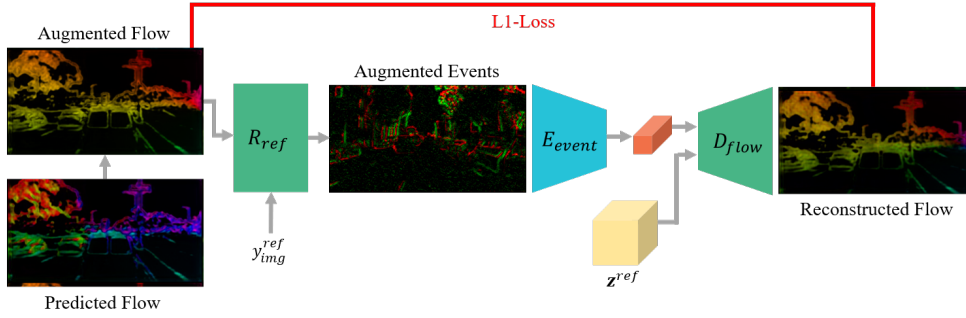 L1-Loss
Augmented Flow
Augmented Events
R_ref
E_event
D_flow
y_img^ref
z^ref
Reconstructed Flow
Predicted Flow